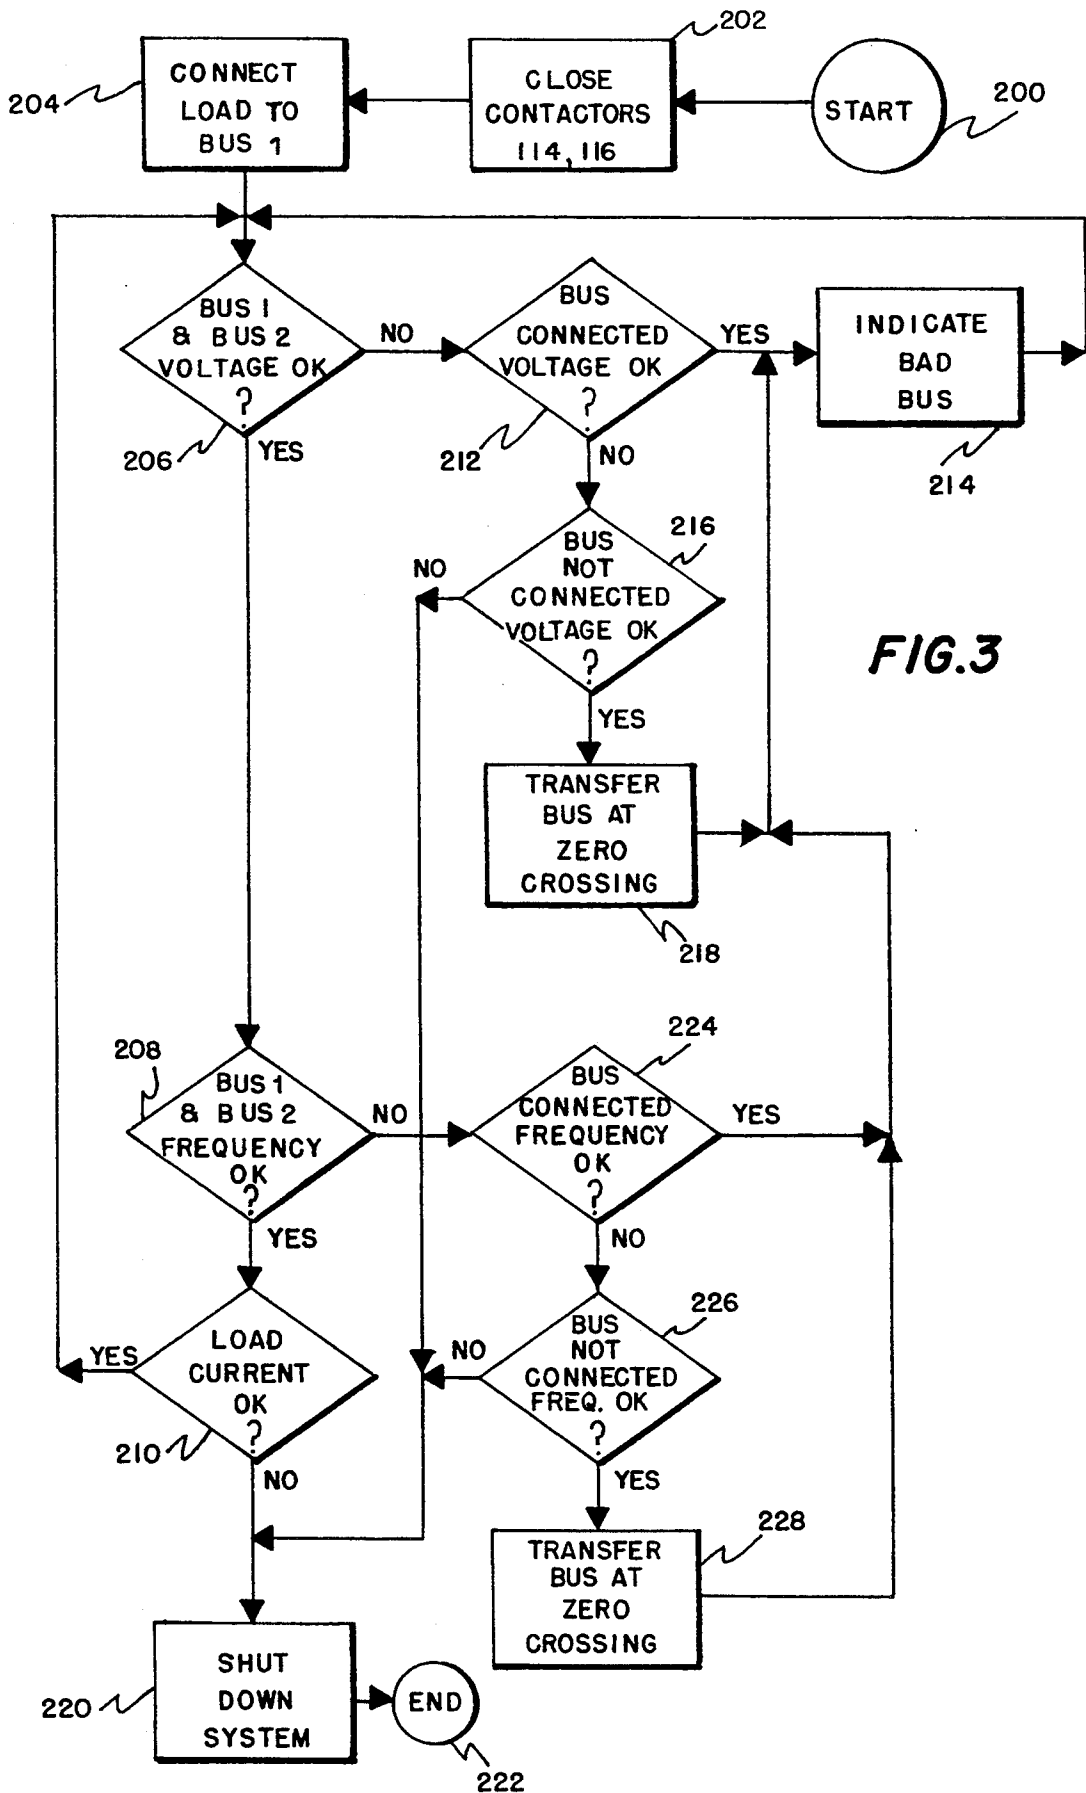 202
204
CONNECT
LOAD TO
BUS 1
CLOSE
CONTACTORS
114, 116
START
200
BUS 1
& BUS 2
VOLTAGE OK
?
206
NO
YES
BUS
CONNECTED
VOLTAGE OK
?
212
YES
NO
INDICATE
BAD
BUS
214
BUS
NOT
CONNECTED
VOLTAGE OK
?
216
NO
YES
FIG.3
TRANSFER
BUS AT
ZERO
CROSSING
218
208
BUS 1
& BUS 2
FREQUENCY
OK
?
NO
YES
224
BUS
CONNECTED
FREQUENCY
OK
?
YES
NO
LOAD
CURRENT
OK
?
210
YES
NO
226
BUS
NOT
CONNECTED
FREQ. OK
?
NO
YES
228
TRANSFER
BUS AT
ZERO
CROSSING
220
SHUT
DOWN
SYSTEM
END
222